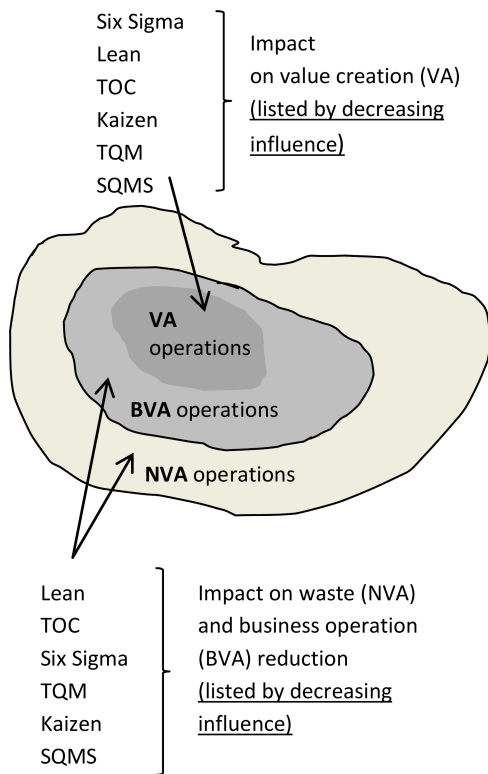 Six Sigma
Lean
TOC
Kaizen
TQM
SQMS
Impact
on value creation (VA)
(listed by decreasing
influence)
VA
operations
BVA operations
NVA operations
Lean
TOC
Six Sigma
TQM
Kaizen
SQMS
Impact on waste (NVA)
and business operation
(BVA) reduction
(listed by decreasing
influence)